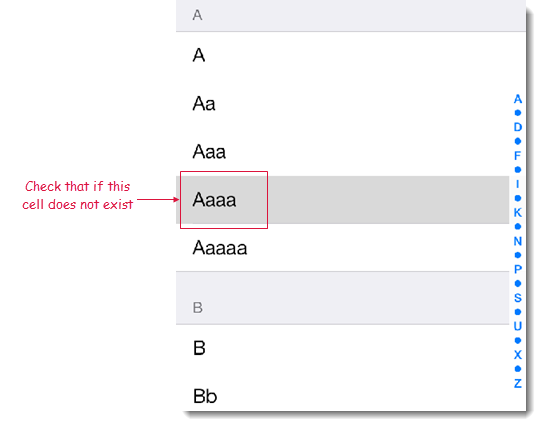 A
A
Aa
Aaa
Check that if this
cell does not exist
Aaaa
Aaaaa
B
B
Bb
A
D
F
I
K
N
P
S
U
X
Z